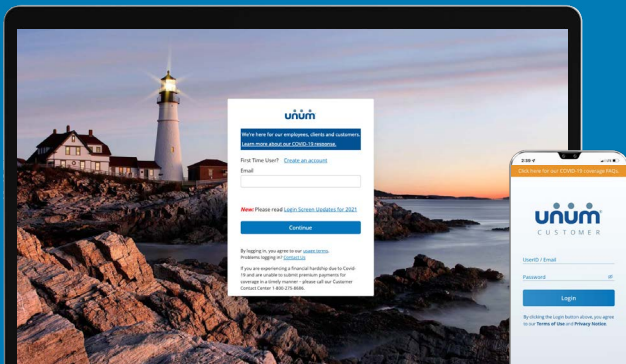 unum
We're here for our employees, clients and customers.
Learn more about our COVID-19 response.
First Time User? Create an account
Email
New: Please read Login Screen Updates for 2021
Continue
By logging in, you agree to our usage terms.
Problems logging in? Contact Us
If you are experiencing a financial hardship due to Covid-
19 and are unable to submit premium payments for
coverage in a timely manner – please call our Customer
Contact Center 1-800-275-8686.
2:39
Click here for our COVID-19 coverage FAQs.
unum
CUSTOMER
UserID / Email
Password
Login
By clicking the Login button above, you agree
to our Terms of Use and Privacy Notice.